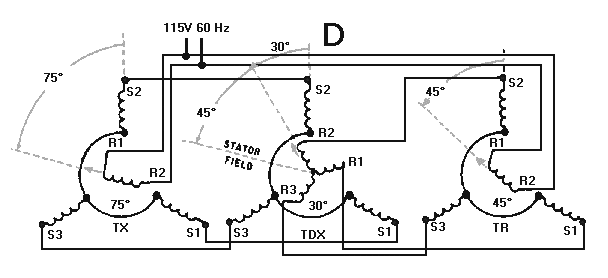 115V 60 Hz
D
30°
75°
45°
45°
S2
S2
S2
R1
R2
R1
STATOR
FIELD
R2
R1
R3
R2
75°
30°
45°
S3
TX
S1
S3
TDX
S1
S3
TR
S1